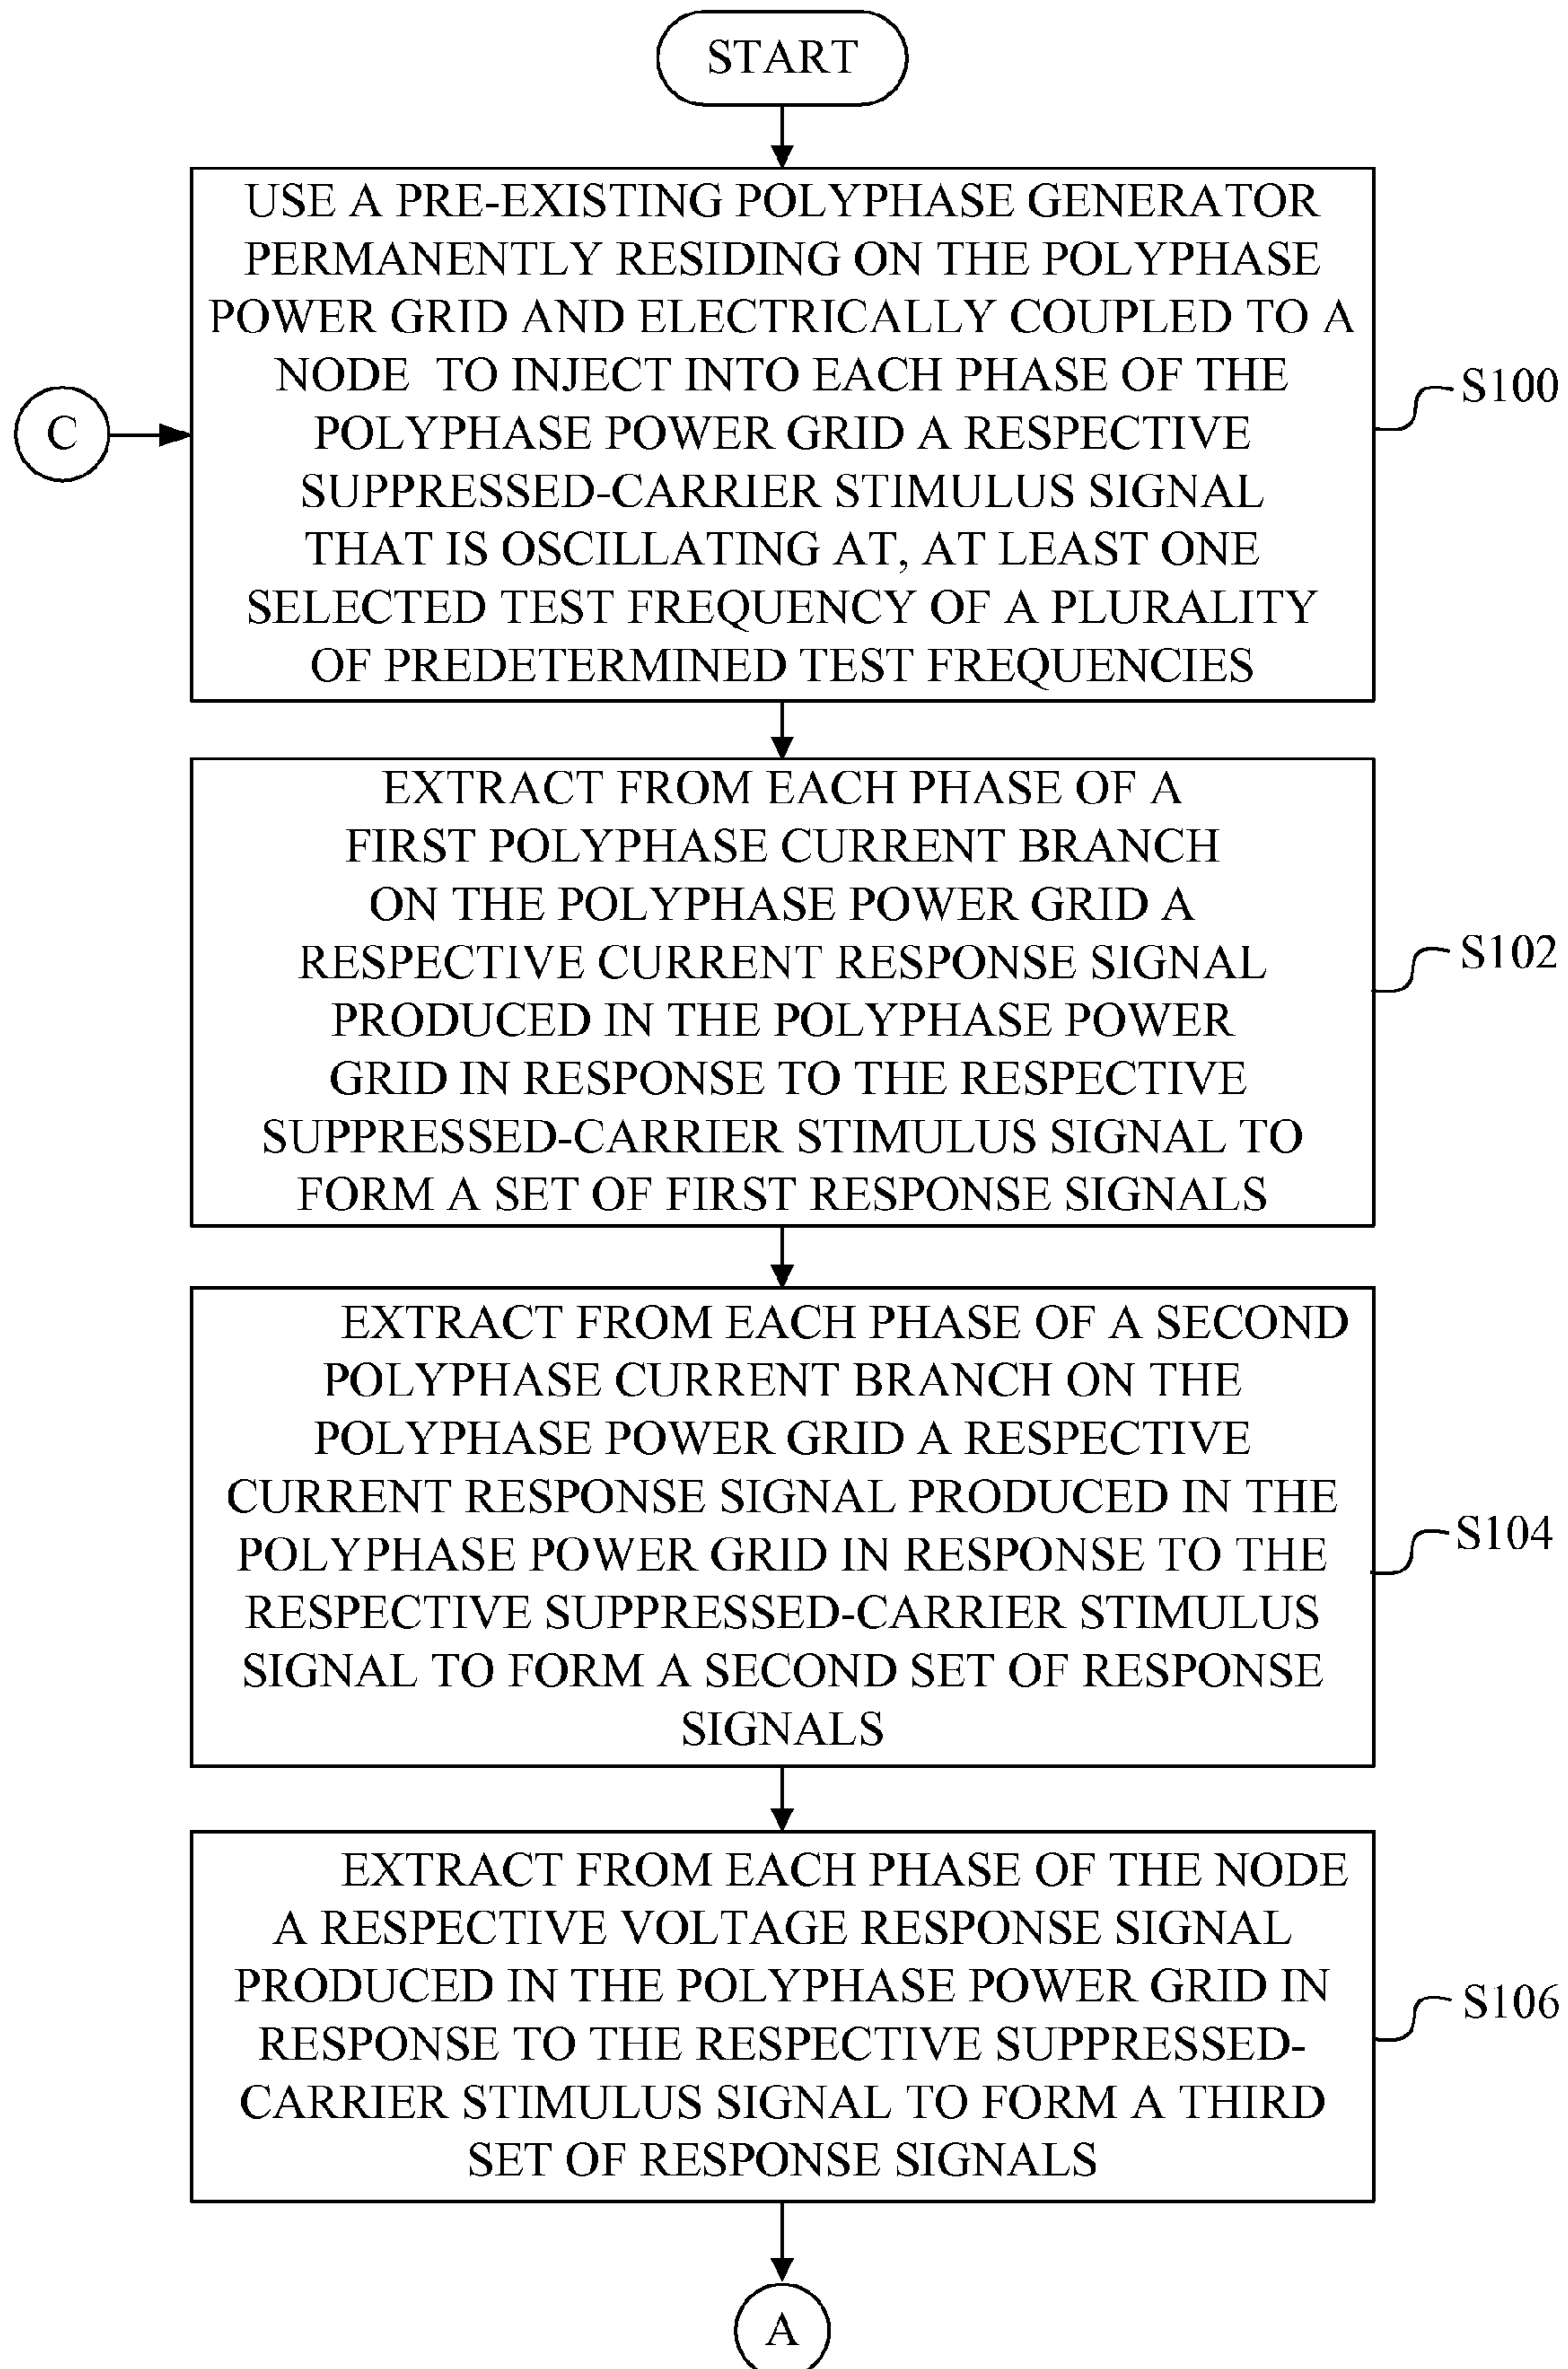 START
USE A PRE-EXISTING POLYPHASE GENERATOR
PERMANENTLY RESIDING ON THE POLYPHASE
POWER GRID AND ELECTRICALLY COUPLED TO A
NODE TO INJECT INTO EACH PHASE OF THE
POLYPHASE POWER GRID A RESPECTIVE
SUPPRESSED-CARRIER STIMULUS SIGNAL
THAT IS OSCILLATING AT, AT LEAST ONE
SELECTED TEST FREQUENCY OF A PLURALITY
OF PREDETERMINED TEST FREQUENCIES
S100
C
EXTRACT FROM EACH PHASE OF A
FIRST POLYPHASE CURRENT BRANCH
ON THE POLYPHASE POWER GRID A
RESPECTIVE CURRENT RESPONSE SIGNAL
PRODUCED IN THE POLYPHASE POWER
GRID IN RESPONSE TO THE RESPECTIVE
SUPPRESSED-CARRIER STIMULUS SIGNAL TO
FORM A SET OF FIRST RESPONSE SIGNALS
S102
EXTRACT FROM EACH PHASE OF A SECOND
POLYPHASE CURRENT BRANCH ON THE
POLYPHASE POWER GRID A RESPECTIVE
CURRENT RESPONSE SIGNAL PRODUCED IN THE
POLYPHASE POWER GRID IN RESPONSE TO THE
RESPECTIVE SUPPRESSED-CARRIER STIMULUS
SIGNAL TO FORM A SECOND SET OF RESPONSE
SIGNALS
S104
EXTRACT FROM EACH PHASE OF THE NODE
A RESPECTIVE VOLTAGE RESPONSE SIGNAL
PRODUCED IN THE POLYPHASE POWER GRID IN
RESPONSE TO THE RESPECTIVE SUPPRESSED-
CARRIER STIMULUS SIGNAL TO FORM A THIRD
SET OF RESPONSE SIGNALS
S106
A